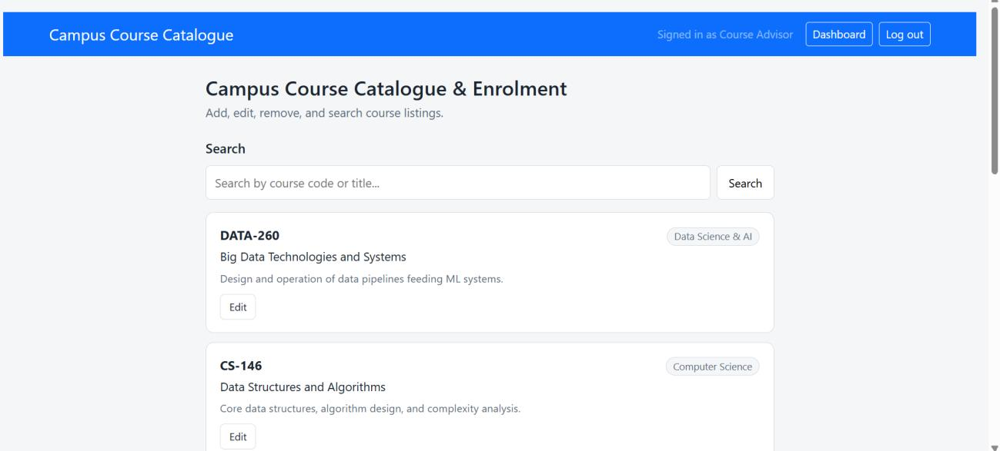 Campus Course Catalogue
Signed in as Course Advisor
Dashboard
Log out
Campus Course Catalogue & Enrolment
Add, edit, remove, and search course listings.
Search
Search by course code or title...
Search
DATA-260
Data Science & AI
Big Data Technologies and Systems
Design and operation of data pipelines feeding ML systems.
Edit
CS-146
Computer Science
Data Structures and Algorithms
Core data structures, algorithm design, and complexity analysis.
Edit